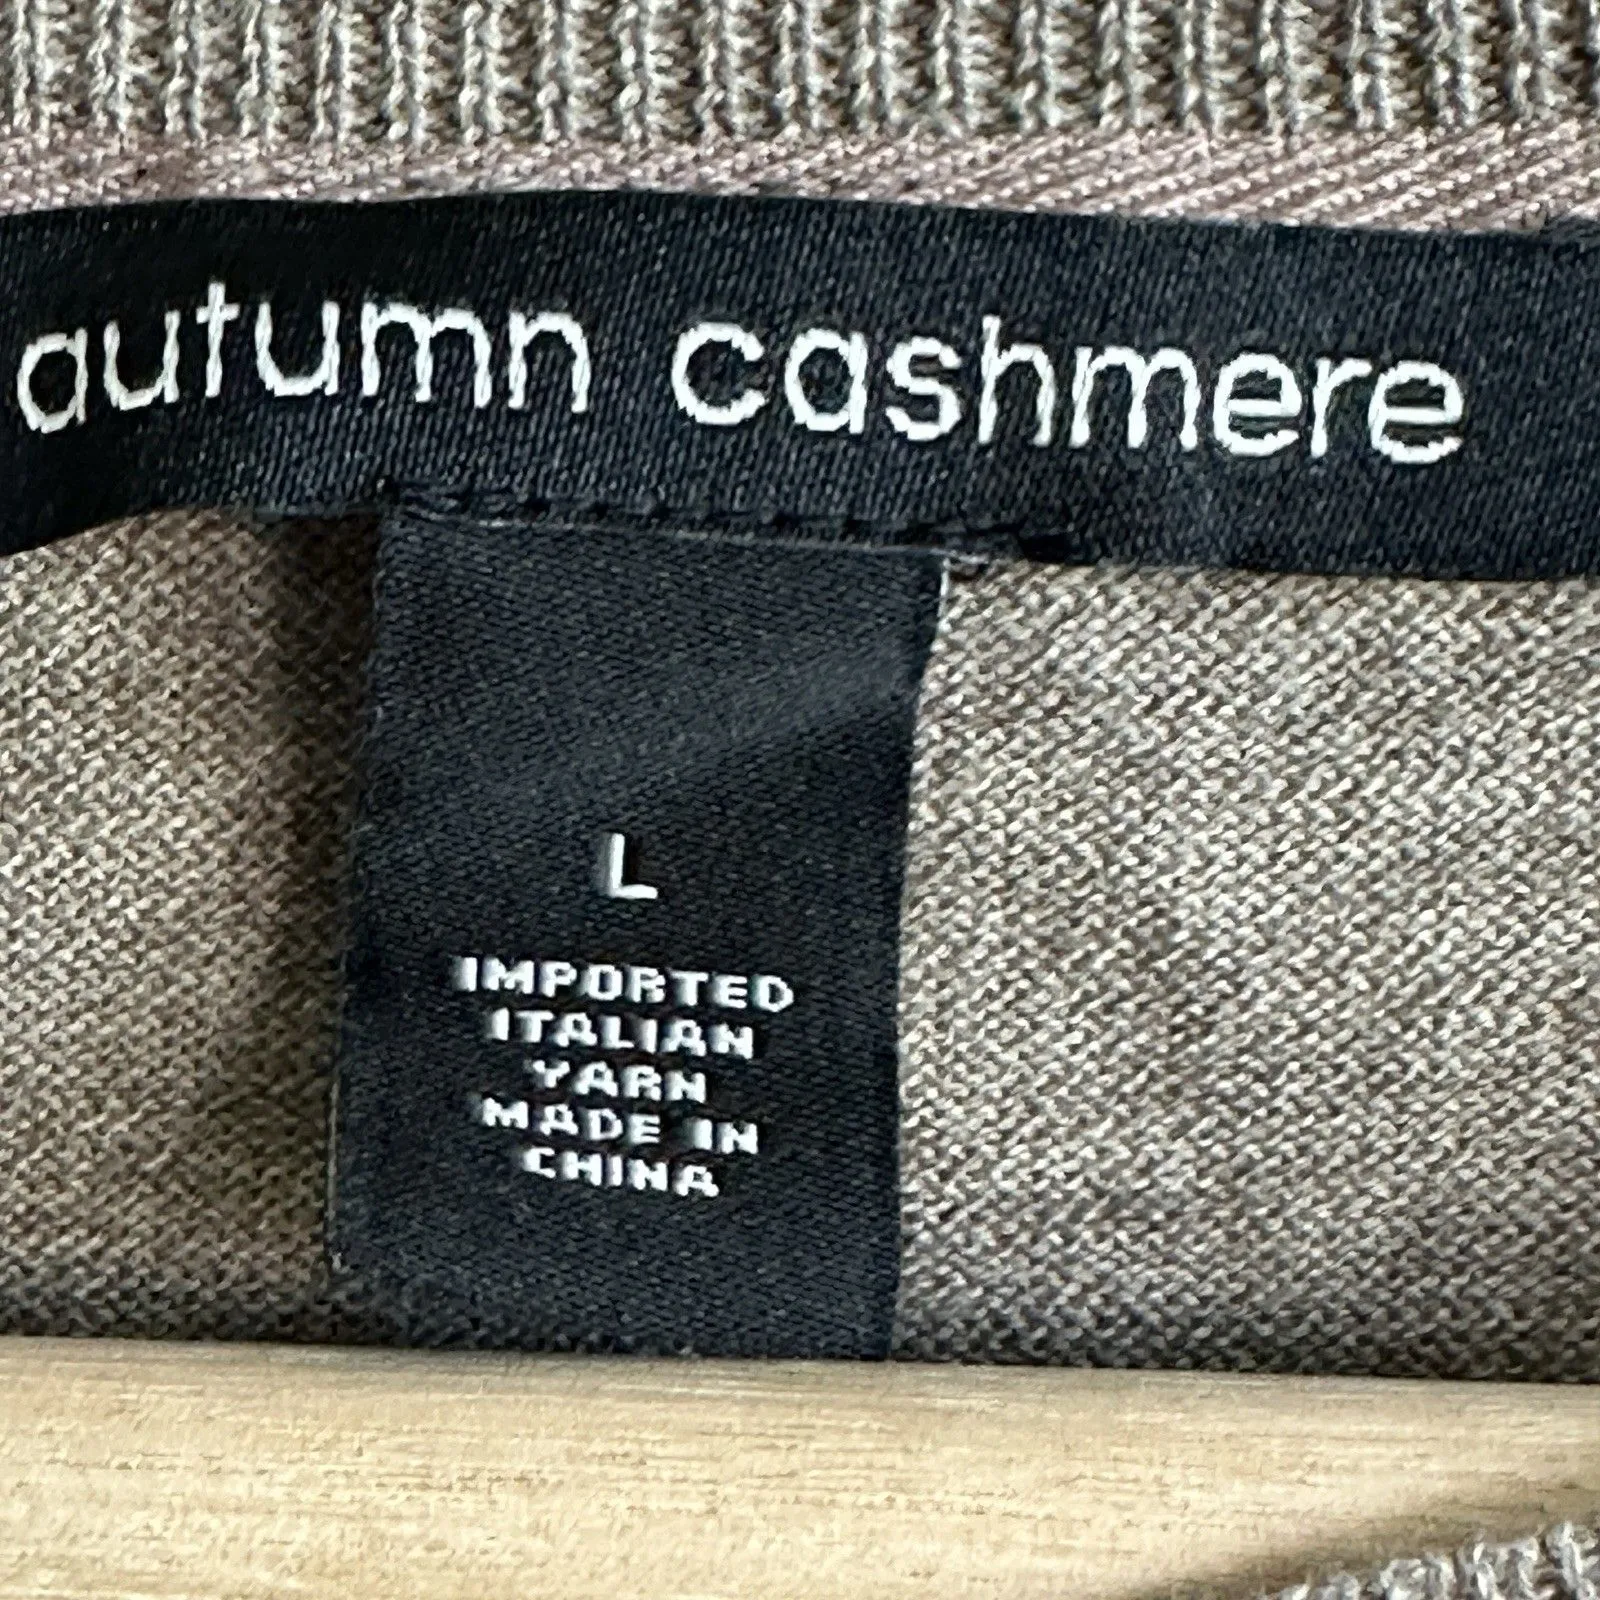 autumn cashmere
L
IMPORTED
ITALIAN
YARN
MADE IN
CHINA